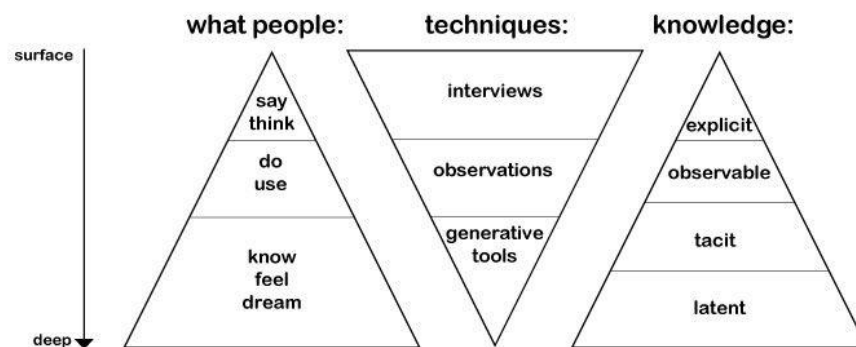 what people:
techniques:
knowledge:
surface
say
think
do
use
know
feel
dream
interviews
observations
generative
tools
explicit
observable
tacit
latent
deep